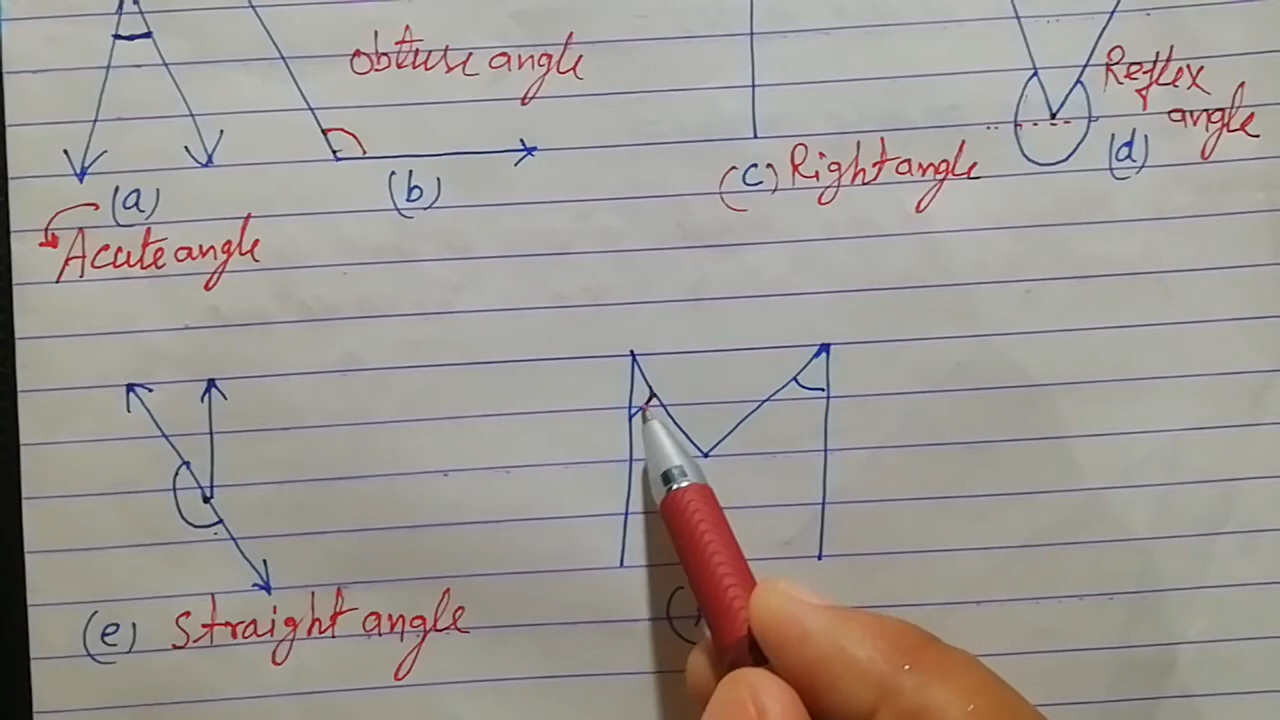 Obtuse angle
Reflex
angle
(a)
(b)
(c) Right angle
(d)
Acute angle
(e) Straight angle
(